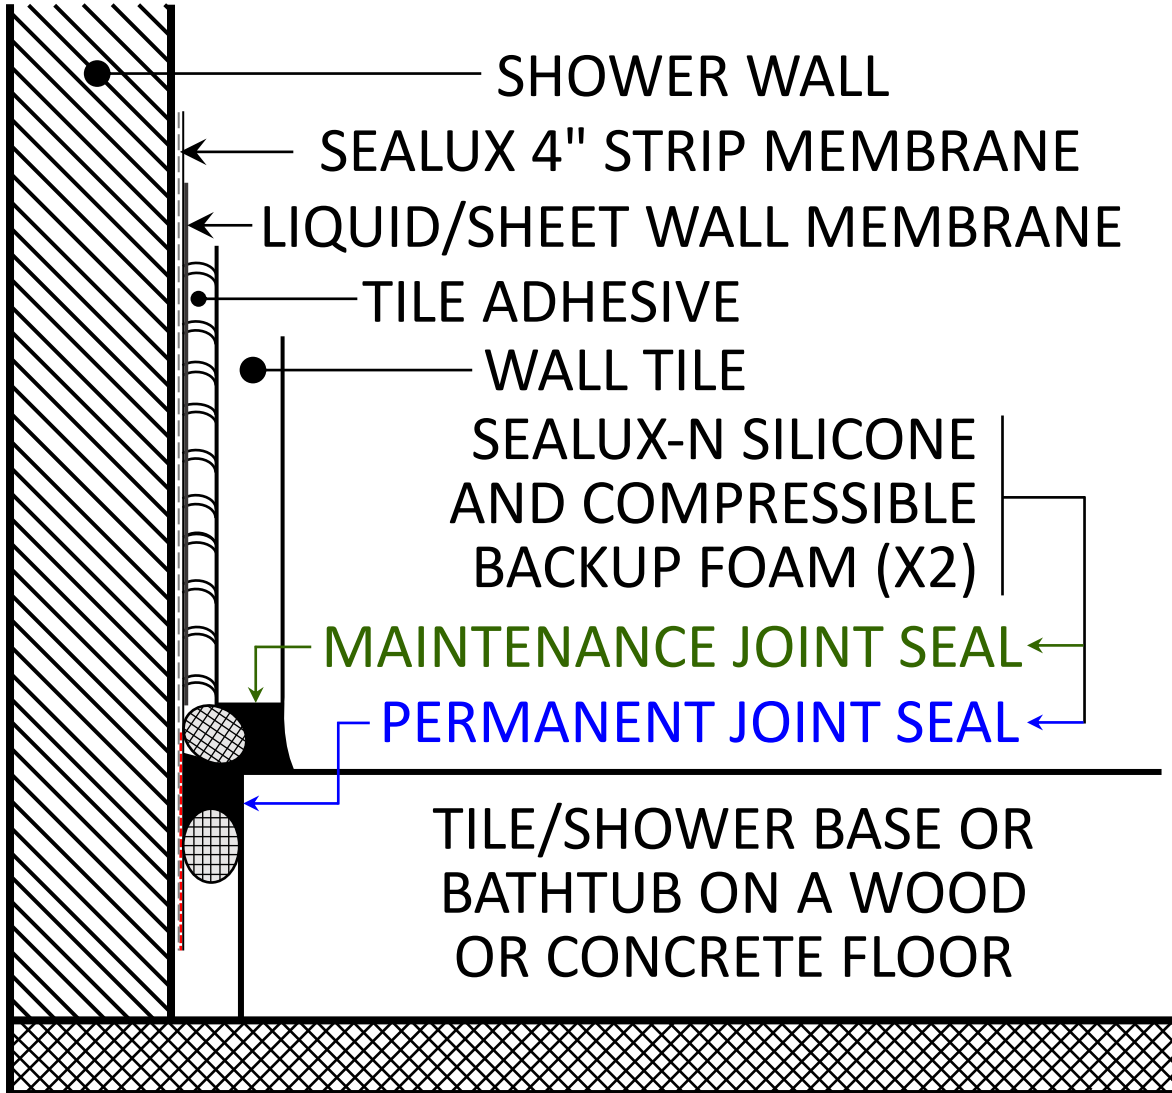 SHOWER WALL
SEALUX 4" STRIP MEMBRANE
LIQUID/SHEET WALL MEMBRANE
TILE ADHESIVE
WALL TILE
SEALUX-N SILICONE
AND COMPRESSIBLE
BACKUP FOAM (X2)
MAINTENANCE JOINT SEAL
PERMANENT JOINT SEAL
TILE/SHOWER BASE OR
BATHTUB ON A WOOD
OR CONCRETE FLOOR